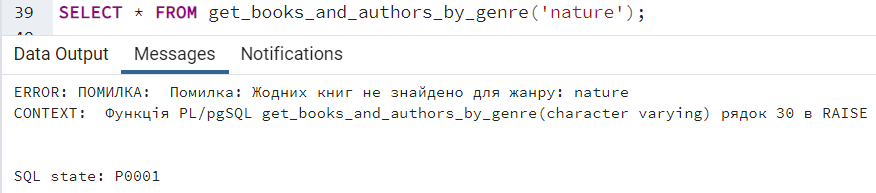 39 SELECT * FROM get_books_and_authors_by_genre('nature');
Data Output Messages Notifications
ERROR: ПОМИЛКА:  Помилка: Жодних книг не знайдено для жанру: nature
CONTEXT:  Функція PL/pgSQL get_books_and_authors_by_genre(character varying) рядок 30 в RAISE
SQL state: P0001